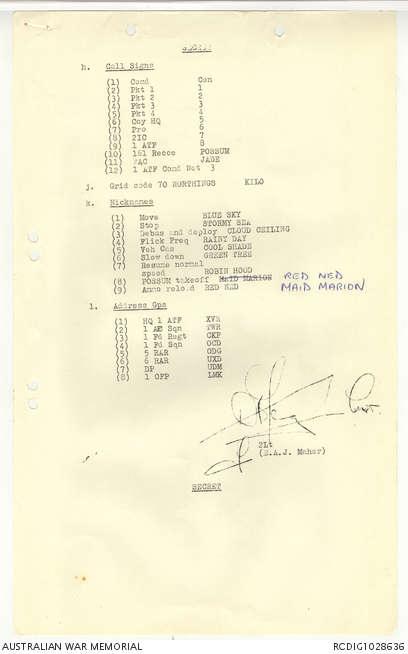 SECRET
h. Call Signs
(1) Comd Con
(2) Pkt 1 1
(3) Pkt 2 2
(4) Pkt 3 3
(5) Pkt 4 4
(6) Coy HQ 5
(7) Pro 6
(8) 2IC 7
(9) 1 ATF 8
(10) 161 Recce POSSUM
(11) FAC JADE
(12) 1 ATF Comd Net 3
j. Grid code TO NORTHINGS KILO
k. Nicknames
(1) Move BLUE SKY
(2) Stop STORMY SEA
(3) Debus and deploy CLOUD CEILING
(4) Flick Freq RAINY DAY
(5) Veh Cas COOL SHADE
(6) Slow down GREEN TREE
(7) Resume normal
speed ROBIN HOOD
(8) POSSUM takeoff MAID MARION RED NED
(9) Ammo reload RED NED MAID MARION
l. Address Gps
(1) HQ 1 ATF XVR
(2) 1 Sqn TWR
(3) 1 Fd Regt CKP
(4) 1 Fd Sqn OCD
(5) 5 RAR ODG
(6) 6 RAR UXD
(7) DP UDM
(8) 1 OFP LMK
2Lt
(S.A.J. Maher)
SECRET
AUSTRALIAN WAR MEMORIAL RCDIG1028636